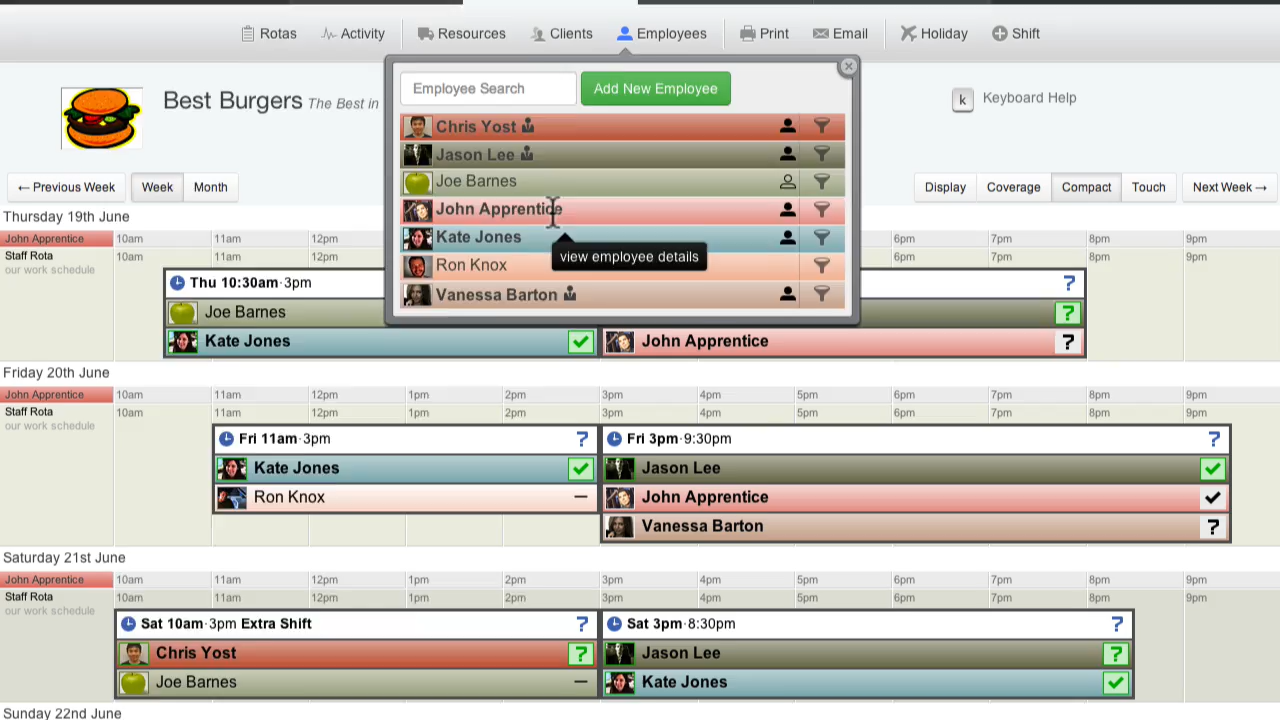 Rotas Activity Resources Clients Employees Print Email Holiday Shift
Employee Search Add New Employee
Best Burgers The Best in
k Keyboard Help
Chris Yost
Jason Lee
Joe Barnes
John Apprentice
Kate Jones
view employee details
Ron Knox
Vanessa Barton
← Previous Week Week Month Display Coverage Compact Touch Next Week →
Thursday 19th June
John Apprentice 10am 11am 12pm 6pm 7pm 8pm 9pm
Staff Rota 10am 11am 12pm 6pm 7pm 8pm 9pm
our work schedule
Thu 10:30am·3pm ?
Joe Barnes ?
Kate Jones John Apprentice ?
Friday 20th June
John Apprentice 10am 11am 12pm 1pm 2pm 3pm 4pm 5pm 6pm 7pm 8pm 9pm
Staff Rota 10am 11am 12pm 1pm 2pm 3pm 4pm 5pm 6pm 7pm 8pm 9pm
our work schedule
Fri 11am·3pm ? Fri 3pm·9:30pm ?
Kate Jones Jason Lee
Ron Knox – John Apprentice
Vanessa Barton ?
Saturday 21st June
John Apprentice 10am 11am 12pm 1pm 2pm 3pm 4pm 5pm 6pm 7pm 8pm 9pm
Staff Rota 10am 11am 12pm 1pm 2pm 3pm 4pm 5pm 6pm 7pm 8pm 9pm
our work schedule
Sat 10am·3pm Extra Shift ? Sat 3pm·8:30pm ?
Chris Yost ? Jason Lee ?
Joe Barnes – Kate Jones
Sunday 22nd June